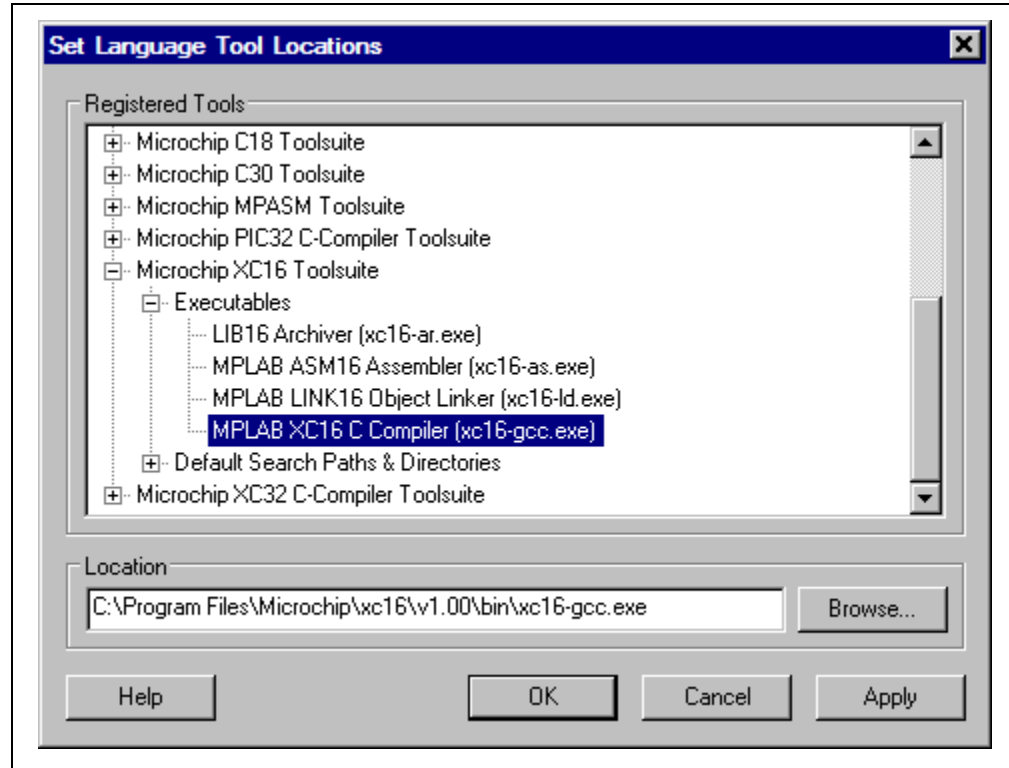 Set Language Tool Locations
Registered Tools
Microchip C18 Toolsuite
Microchip C30 Toolsuite
Microchip MPASM Toolsuite
Microchip PIC32 C-Compiler Toolsuite
Microchip XC16 Toolsuite
Executables
LIB16 Archiver (xc16-ar.exe)
MPLAB ASM16 Assembler (xc16-as.exe)
MPLAB LINK16 Object Linker (xc16-ld.exe)
MPLAB XC16 C Compiler (xc16-gcc.exe)
Default Search Paths & Directories
Microchip XC32 C-Compiler Toolsuite
Location
C:\Program Files\Microchip\xc16\v1.00\bin\xc16-gcc.exe Browse...
Help OK Cancel Apply